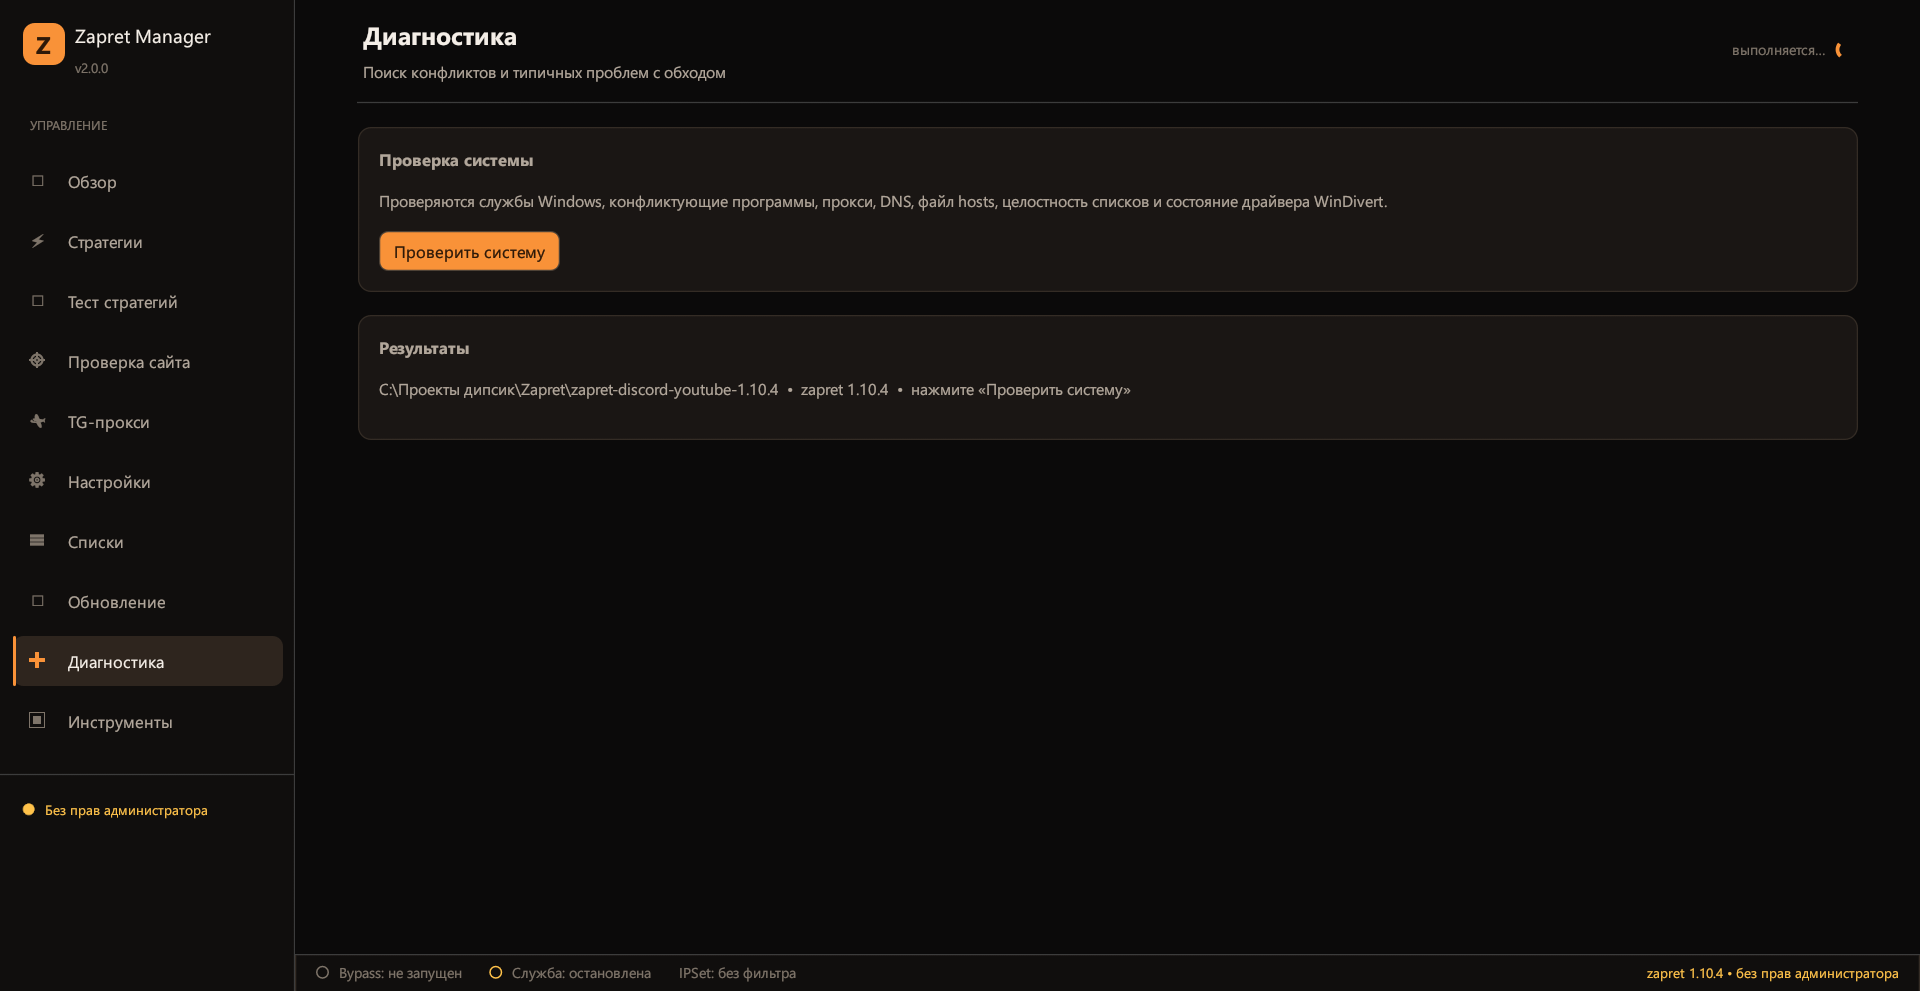 Z
Zapret Manager
v2.0.0
УПРАВЛЕНИЕ
Обзор
Стратегии
Тест стратегий
Проверка сайта
TG-прокси
Настройки
Списки
Обновление
Диагностика
Инструменты
Без прав администратора
Диагностика
Поиск конфликтов и типичных проблем с обходом
выполняется...
Проверка системы
Проверяются службы Windows, конфликтующие программы, прокси, DNS, файл hosts, целостность списков и состояние драйвера WinDivert.
Проверить систему
Результаты
C:\Проекты дипсик\Zapret\zapret-discord-youtube-1.10.4 • zapret 1.10.4 • нажмите «Проверить систему»
Bypass: не запущен
Служба: остановлена
IPSet: без фильтра
zapret 1.10.4 • без прав администратора